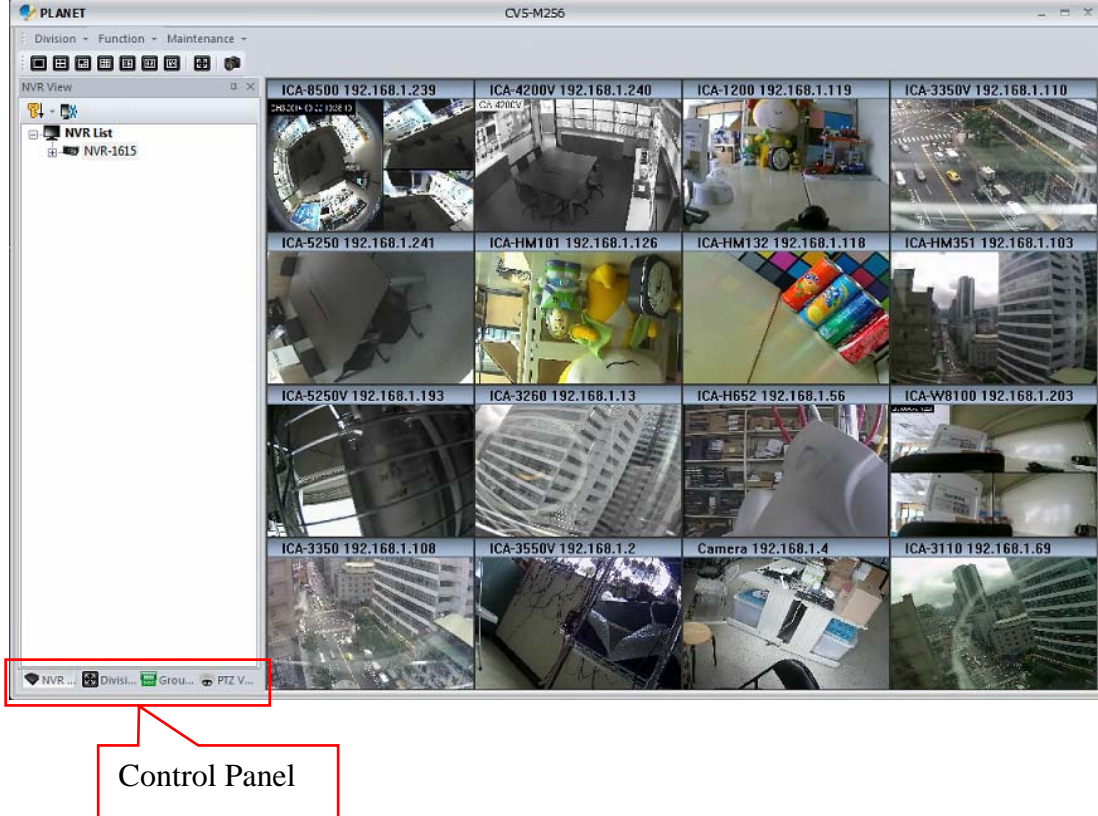 PLANET CV5-M256
Division Function Maintenance
NVR View
ICA-8500 192.168.1.239 ICA-4200V 192.168.1.240 ICA-1200 192.168.1.119 ICA-3350V 192.168.1.110
NVR List
NVR-1615
ICA-5250 192.168.1.241 ICA-HM101 192.168.1.126 ICA-HM132 192.168.1.118 ICA-HM351 192.168.1.103
ICA-5250V 192.168.1.193 ICA-3260 192.168.1.13 ICA-H652 192.168.1.56 ICA-W8100 192.168.1.203
ICA-3350 192.168.1.108 ICA-3550V 192.168.1.2 Camera 192.168.1.4 ICA-3110 192.168.1.69
NVR ... Divisi... Grou... PTZ V...
Control Panel